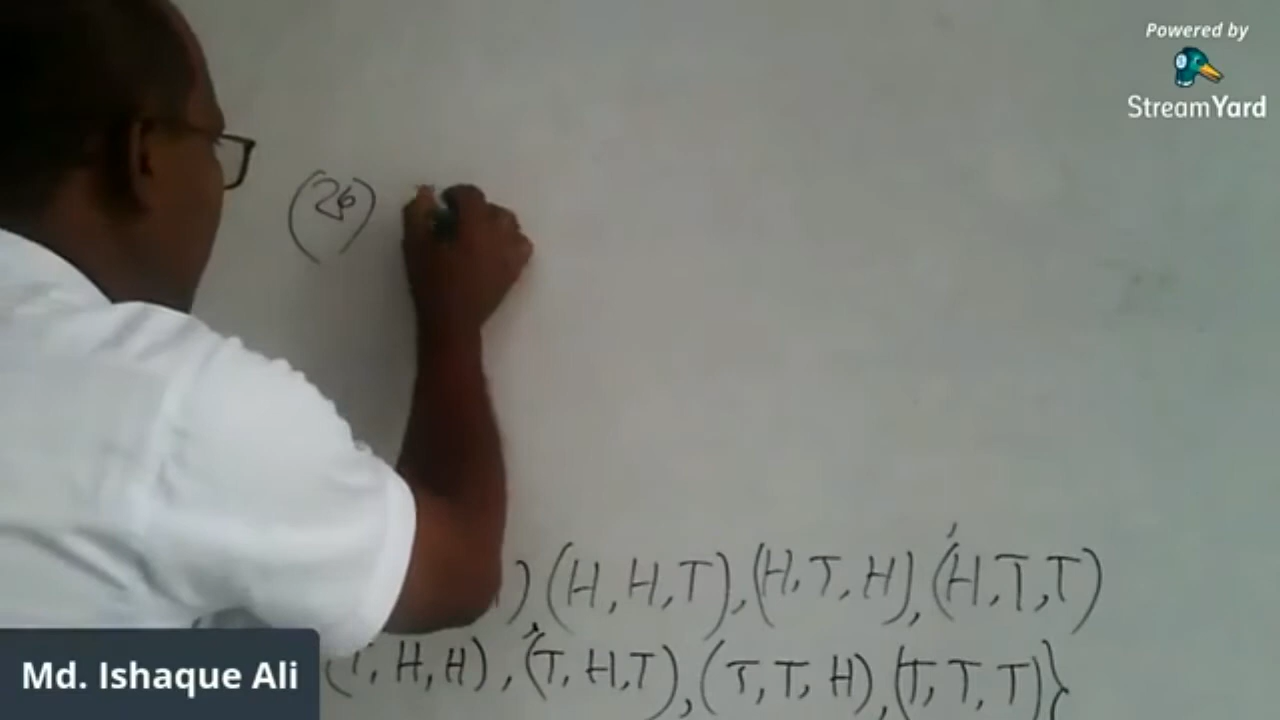 Powered by
StreamYard
(26)
) (H, H, T), (H, T, H), (H, T, T)
(T, H, H), (T, H, T), (T, T, H), (T, T, T)}
Md. Ishaque Ali